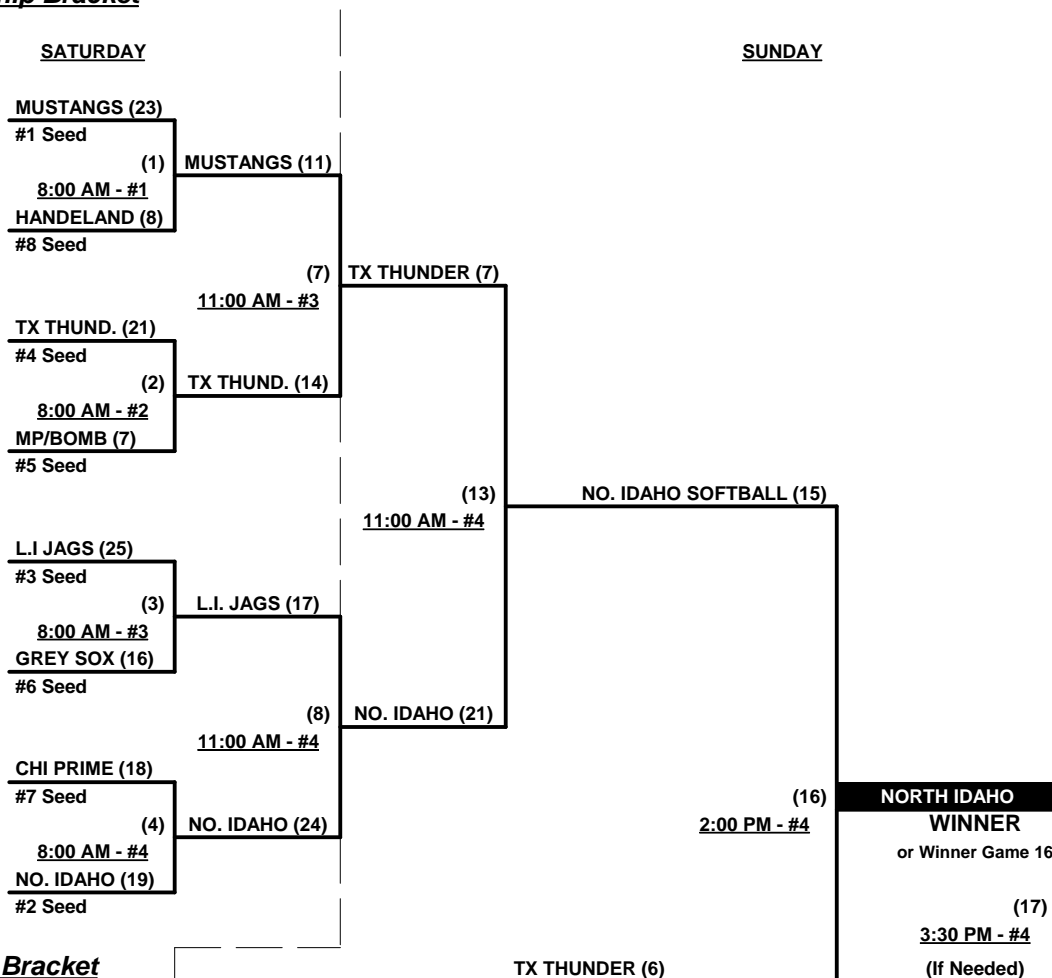 Bracket
SATURDAY
SUNDAY
MUSTANGS (23)
#1 Seed
(1)
MUSTANGS (11)
8:00 AM - #1
HANDELAND (8)
#8 Seed
(7)
TX THUNDER (7)
11:00 AM - #3
TX THUND. (21)
#4 Seed
(2)
TX THUND. (14)
8:00 AM - #2
MP/BOMB (7)
#5 Seed
(13)
NO. IDAHO SOFTBALL (15)
11:00 AM - #4
L.I JAGS (25)
#3 Seed
(3)
L.I. JAGS (17)
8:00 AM - #3
GREY SOX (16)
#6 Seed
(8)
NO. IDAHO (21)
11:00 AM - #4
CHI PRIME (18)
#7 Seed
(16)
NORTH IDAHO
(4)
NO. IDAHO (24)
2:00 PM - #4
WINNER
8:00 AM - #4
or Winner Game 16
NO. IDAHO (19)
#2 Seed
(17)
3:30 PM - #4
Bracket
TX THUNDER (6)
(If Needed)